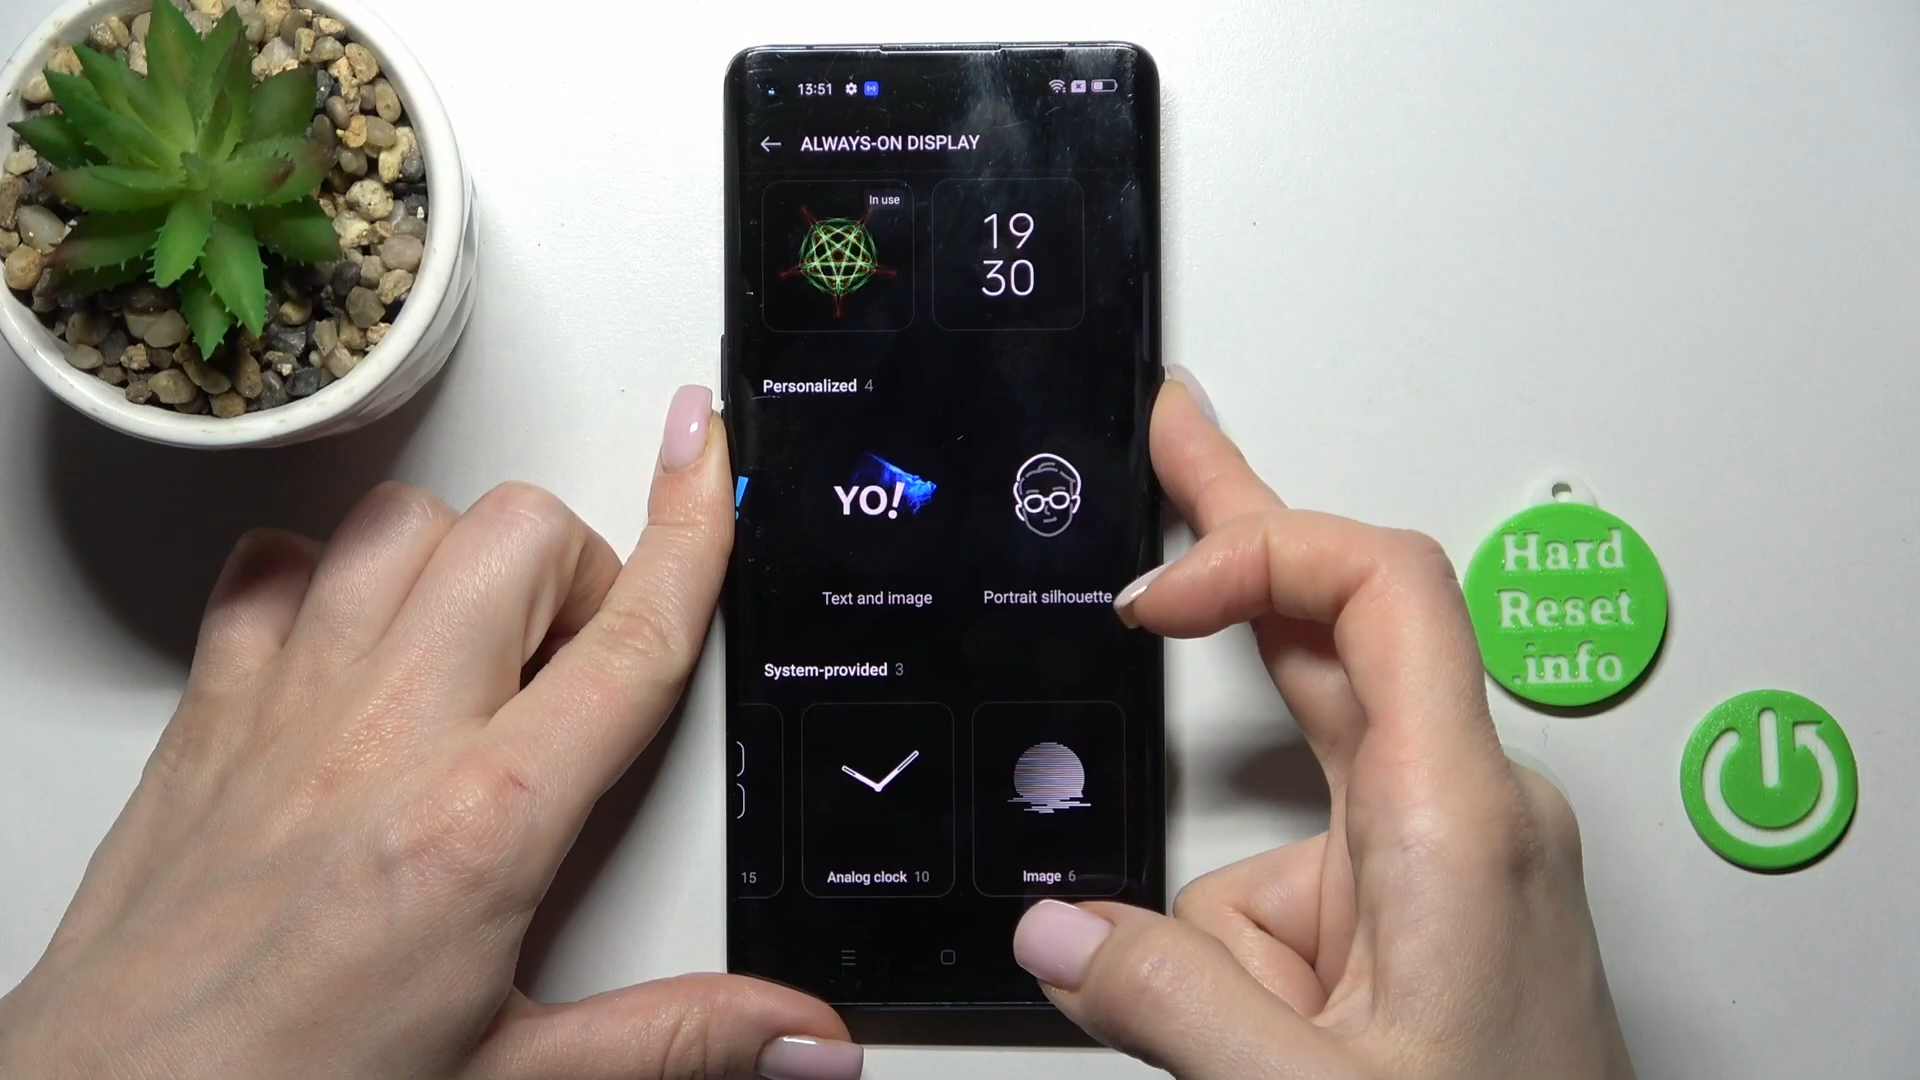 13:51
ALWAYS-ON DISPLAY
In use
19
30
Personalized 4
YO!
!
Text and image
Portrait silhouette
System-provided 3
15
Analog clock 10
Image 6
Hard
Reset
.info